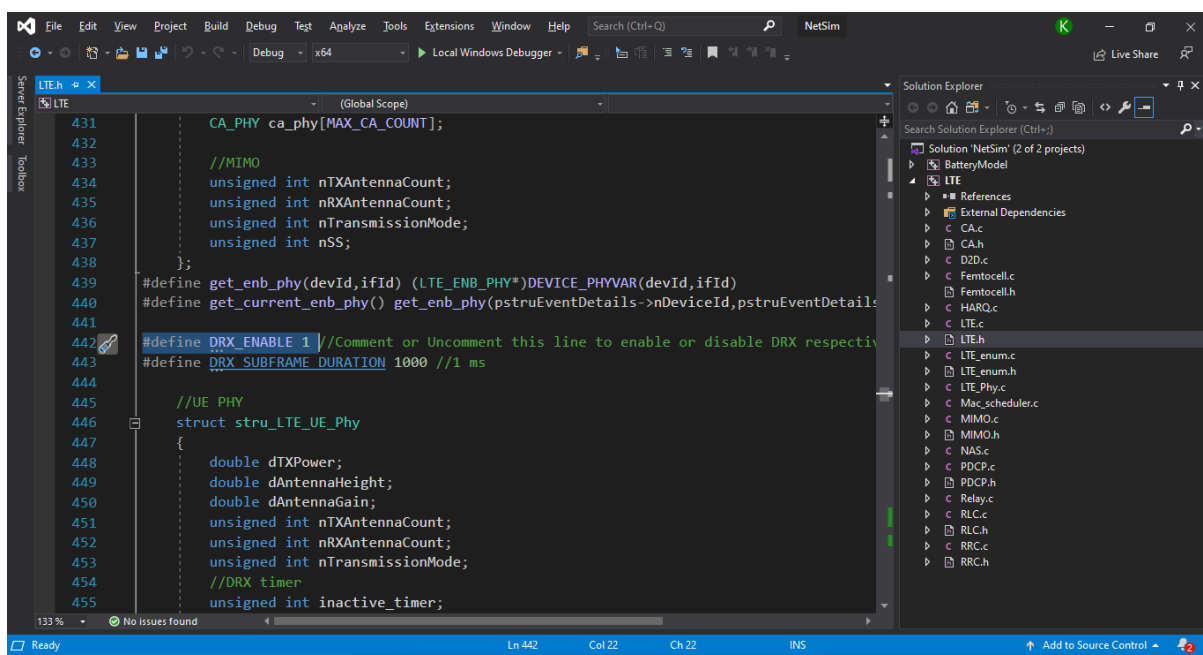 File Edit View Project Build Debug Test Analyze Tools Extensions Window Help Search (Ctrl+Q) NetSim K
Debug x64 Local Windows Debugger Live Share
Server Explorer
Toolbox
LTE.h
LTE (Global Scope)
431 CA_PHY ca_phy[MAX_CA_COUNT];
432
433 //MIMO
434 unsigned int nTXAntennaCount;
435 unsigned int nRXAntennaCount;
436 unsigned int nTransmissionMode;
437 unsigned int nSS;
438 };
439 #define get_enb_phy(devId,ifId) (LTE_ENB_PHY*)DEVICE_PHYVAR(devId,ifId)
440 #define get_current_enb_phy() get_enb_phy(pstruEventDetails->nDeviceId,pstruEventDetails
441
442 #define DRX_ENABLE 1 //Comment or Uncomment this line to enable or disable DRX respectiv
443 #define DRX_SUBFRAME_DURATION 1000 //1 ms
444
445 //UE PHY
446 struct stru_LTE_UE_Phy
447 {
448 double dTXPower;
449 double dAntennaHeight;
450 double dAntennaGain;
451 unsigned int nTXAntennaCount;
452 unsigned int nRXAntennaCount;
453 unsigned int nTransmissionMode;
454 //DRX timer
455 unsigned int inactive_timer;
133 % No issues found
Solution Explorer
Search Solution Explorer (Ctrl+;)
Solution 'NetSim' (2 of 2 projects)
BatteryModel
LTE
References
External Dependencies
CA.c
CA.h
D2D.c
Femtocell.c
Femtocell.h
HARQ.c
LTE.c
LTE.h
LTE_enum.c
LTE_enum.h
LTE_Phy.c
Mac_scheduler.c
MIMO.c
MIMO.h
NAS.c
PDCP.c
PDCP.h
Relay.c
RLC.c
RLC.h
RRC.c
RRC.h
Ready Ln 442 Col 22 Ch 22 INS Add to Source Control 2